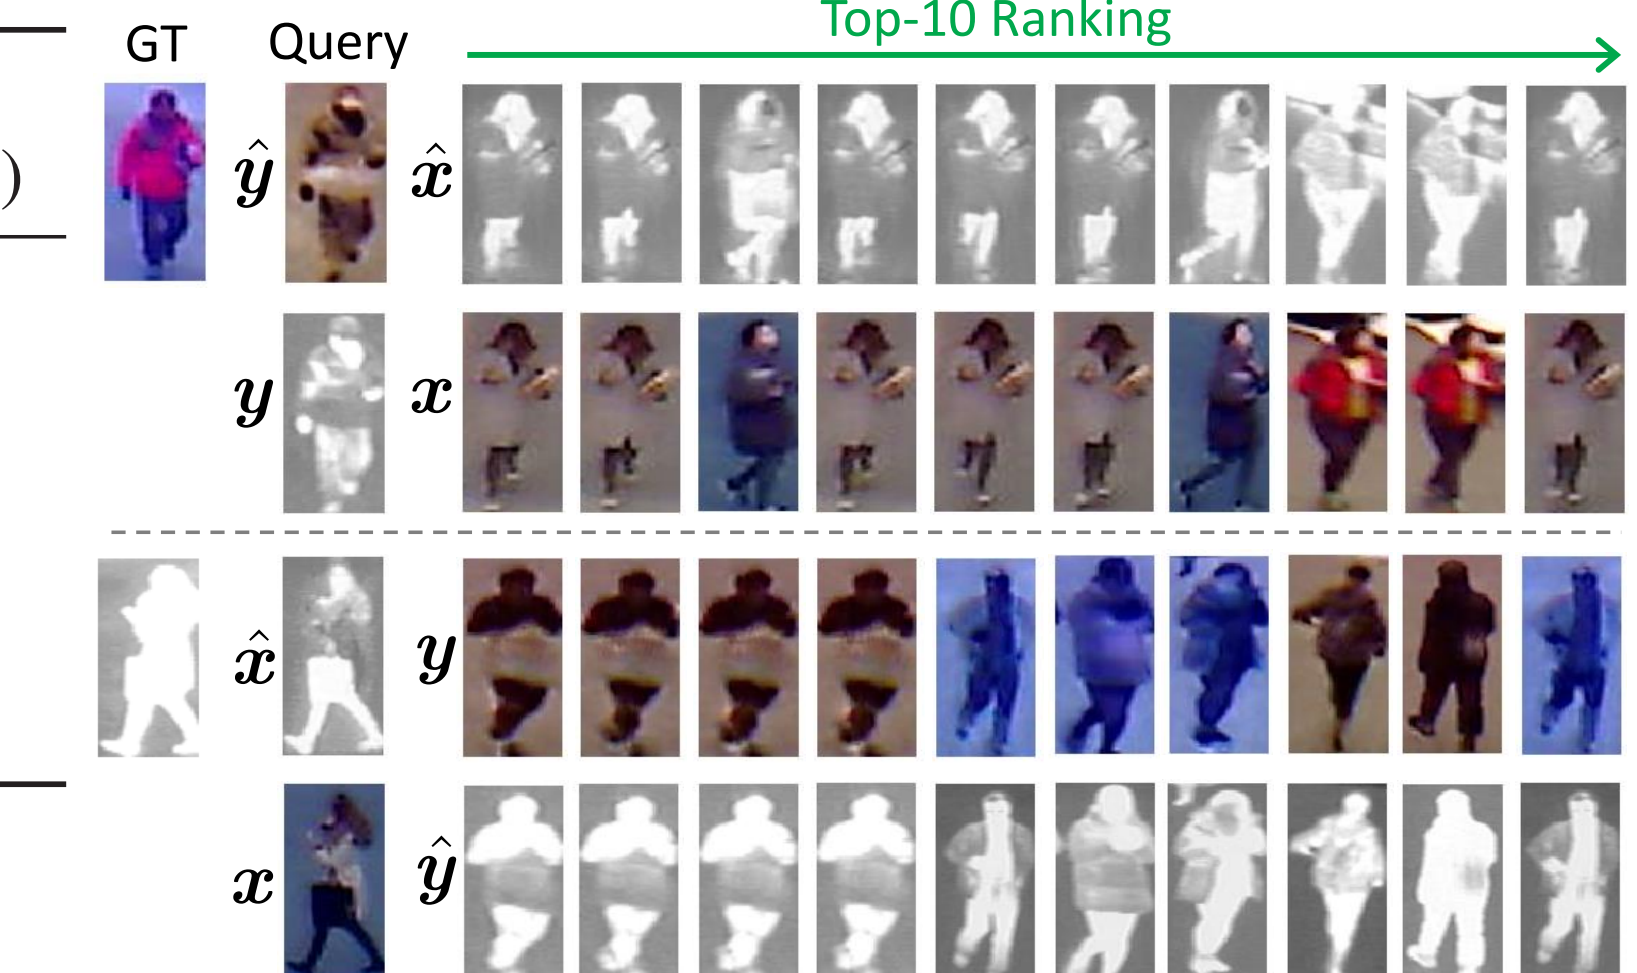 Top-10 Ranking
GT Query
ŷ x̂
)
y x
x̂ y
x ŷ